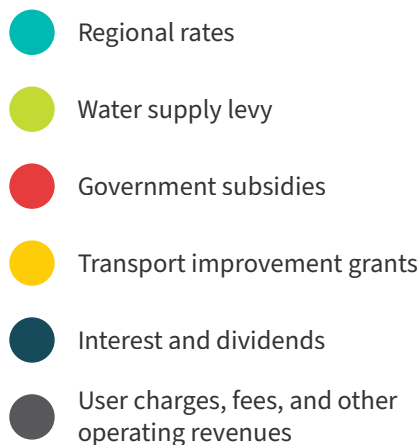 Regional rates
Water supply levy
Government subsidies
Transport improvement grants
Interest and dividends
User charges, fees, and other
operating revenues